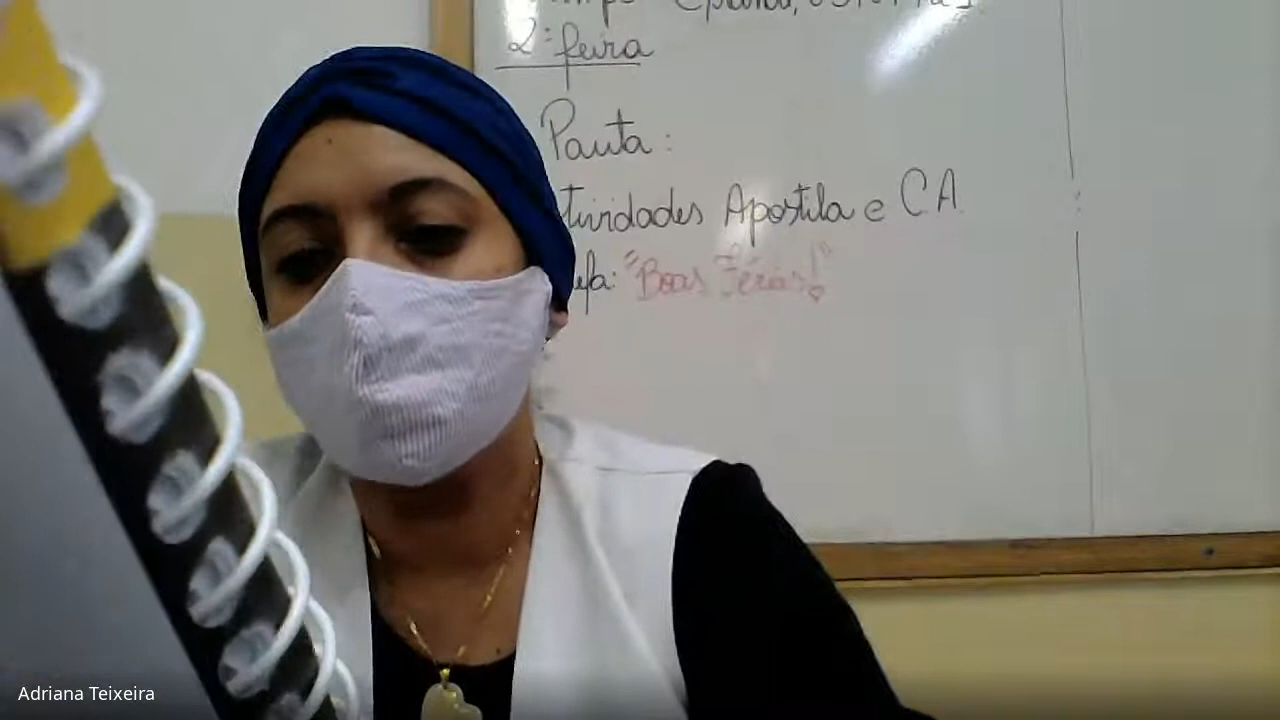 2ª feira
Pauta:
tividades Apostila e CA
efa: "Boas Férias!"
Adriana Teixeira